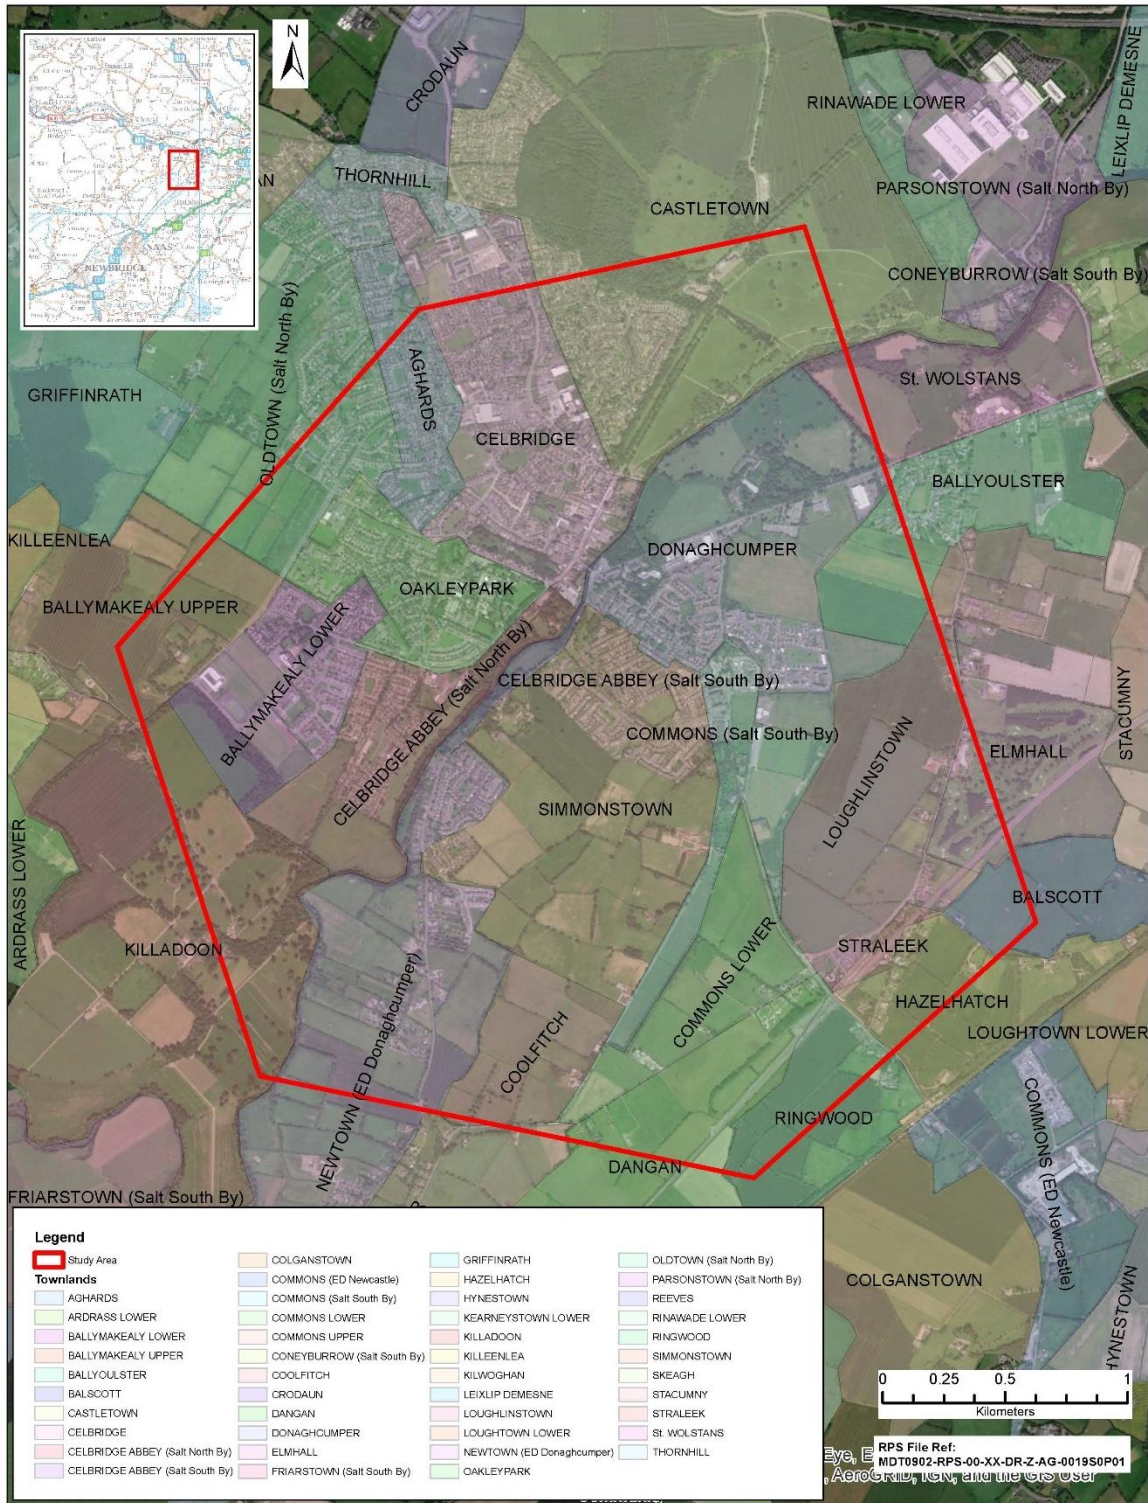 N
NAAS
NEWBRIDGE
CRODAUN
LEIXLIP DEMESNE
RINAWADE LOWER
THORNHILL
PARSONSTOWN (Salt North By)
CASTLETOWN
CONEYBURROW (Salt South By)
OLDTOWN (Salt North By)
AGHARDS
St. WOLSTANS
GRIFFINRATH
CELBRIDGE
BALLYOULSTER
KILLEENLEA
DONAGHCUMPER
OAKLEYPARK
BALLYMAKEALY UPPER
BALLYMAKEALY LOWER
CELBRIDGE ABBEY (Salt North By)
CELBRIDGE ABBEY (Salt South By)
STACUMNY
COMMONS (Salt South By)
ELMHALL
LOUGHLINSTOWN
SIMMONSTOWN
ARDRASS LOWER
BALSCOTT
KILLADOON
STRALEEK
COMMONS LOWER
HAZELHATCH
NEWTOWN (ED Donaghcumper)
COOLFITCH
LOUGHTOWN LOWER
RINGWOOD
COMMONS (ED Newcastle)
DANGAN
FRIARSTOWN (Salt South By)
COLGANSTOWN
HYNESTOWN
Legend
Study Area
Townlands
AGHARDS
ARDRASS LOWER
BALLYMAKEALY LOWER
BALLYMAKEALY UPPER
BALLYOULSTER
BALSCOTT
CASTLETOWN
CELBRIDGE
CELBRIDGE ABBEY (Salt North By)
CELBRIDGE ABBEY (Salt South By)
COLGANSTOWN
COMMONS (ED Newcastle)
COMMONS (Salt South By)
COMMONS LOWER
COMMONS UPPER
CONEYBURROW (Salt South By)
COOLFITCH
CRODAUN
DANGAN
DONAGHCUMPER
ELMHALL
FRIARSTOWN (Salt South By)
GRIFFINRATH
HAZELHATCH
HYNESTOWN
KEARNEYSTOWN LOWER
KILLADOON
KILLEENLEA
KILWOGHAN
LEIXLIP DEMESNE
LOUGHLINSTOWN
LOUGHTOWN LOWER
NEWTOWN (ED Donaghcumper)
OAKLEYPARK
OLDTOWN (Salt North By)
PARSONSTOWN (Salt North By)
REEVES
RINAWADE LOWER
RINGWOOD
SIMMONSTOWN
SKEAGH
STACUMNY
STRALEEK
St. WOLSTANS
THORNHILL
0 0.25 0.5 1
Kilometers
RPS File Ref:
MDT0902-RPS-00-XX-DR-Z-AG-0019S0P01
Eye,
, AeroGRID, IGN, and the GIS User